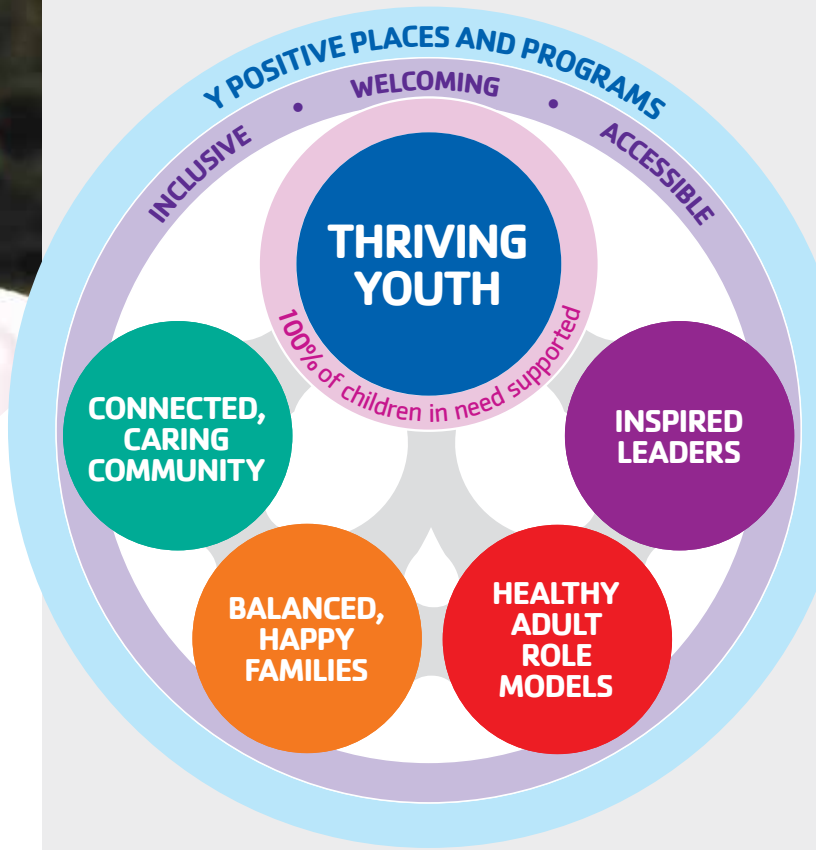 Y POSITIVE PLACES AND PROGRAMS
INCLUSIVE • WELCOMING • ACCESSIBLE
THRIVING
YOUTH
100% of children in need supported
CONNECTED,
CARING
COMMUNITY
INSPIRED
LEADERS
BALANCED,
HAPPY
FAMILIES
HEALTHY
ADULT
ROLE
MODELS